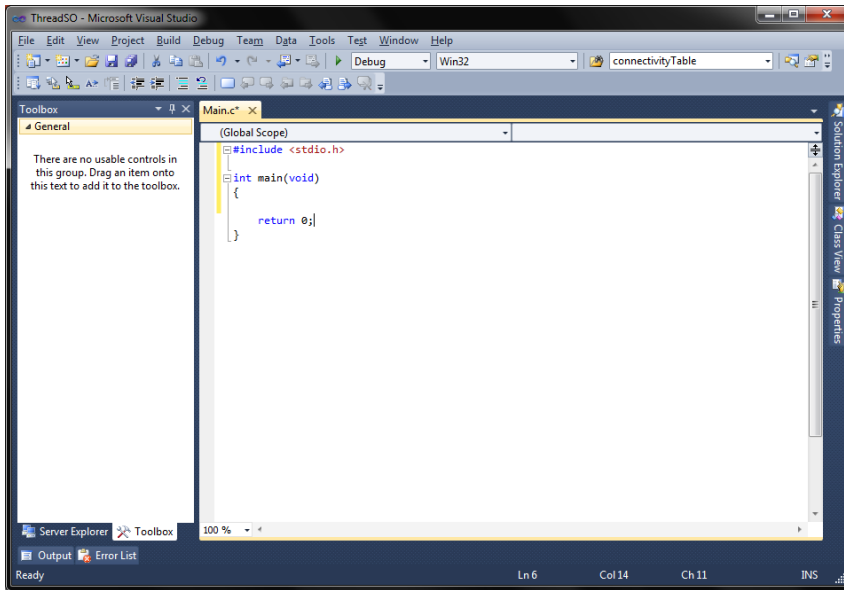 ThreadSO - Microsoft Visual Studio
File Edit View Project Build Debug Team Data Tools Test Window Help
Debug Win32 connectivityTable
Toolbox
General
There are no usable controls in
this group. Drag an item onto
this text to add it to the toolbox.
Main.c* X
(Global Scope)
#include <stdio.h>
int main(void)
{
return 0;
}
100 %
Solution Explorer
Class View
Properties
Server Explorer Toolbox
Output Error List
Ready Ln 6 Col 14 Ch 11 INS